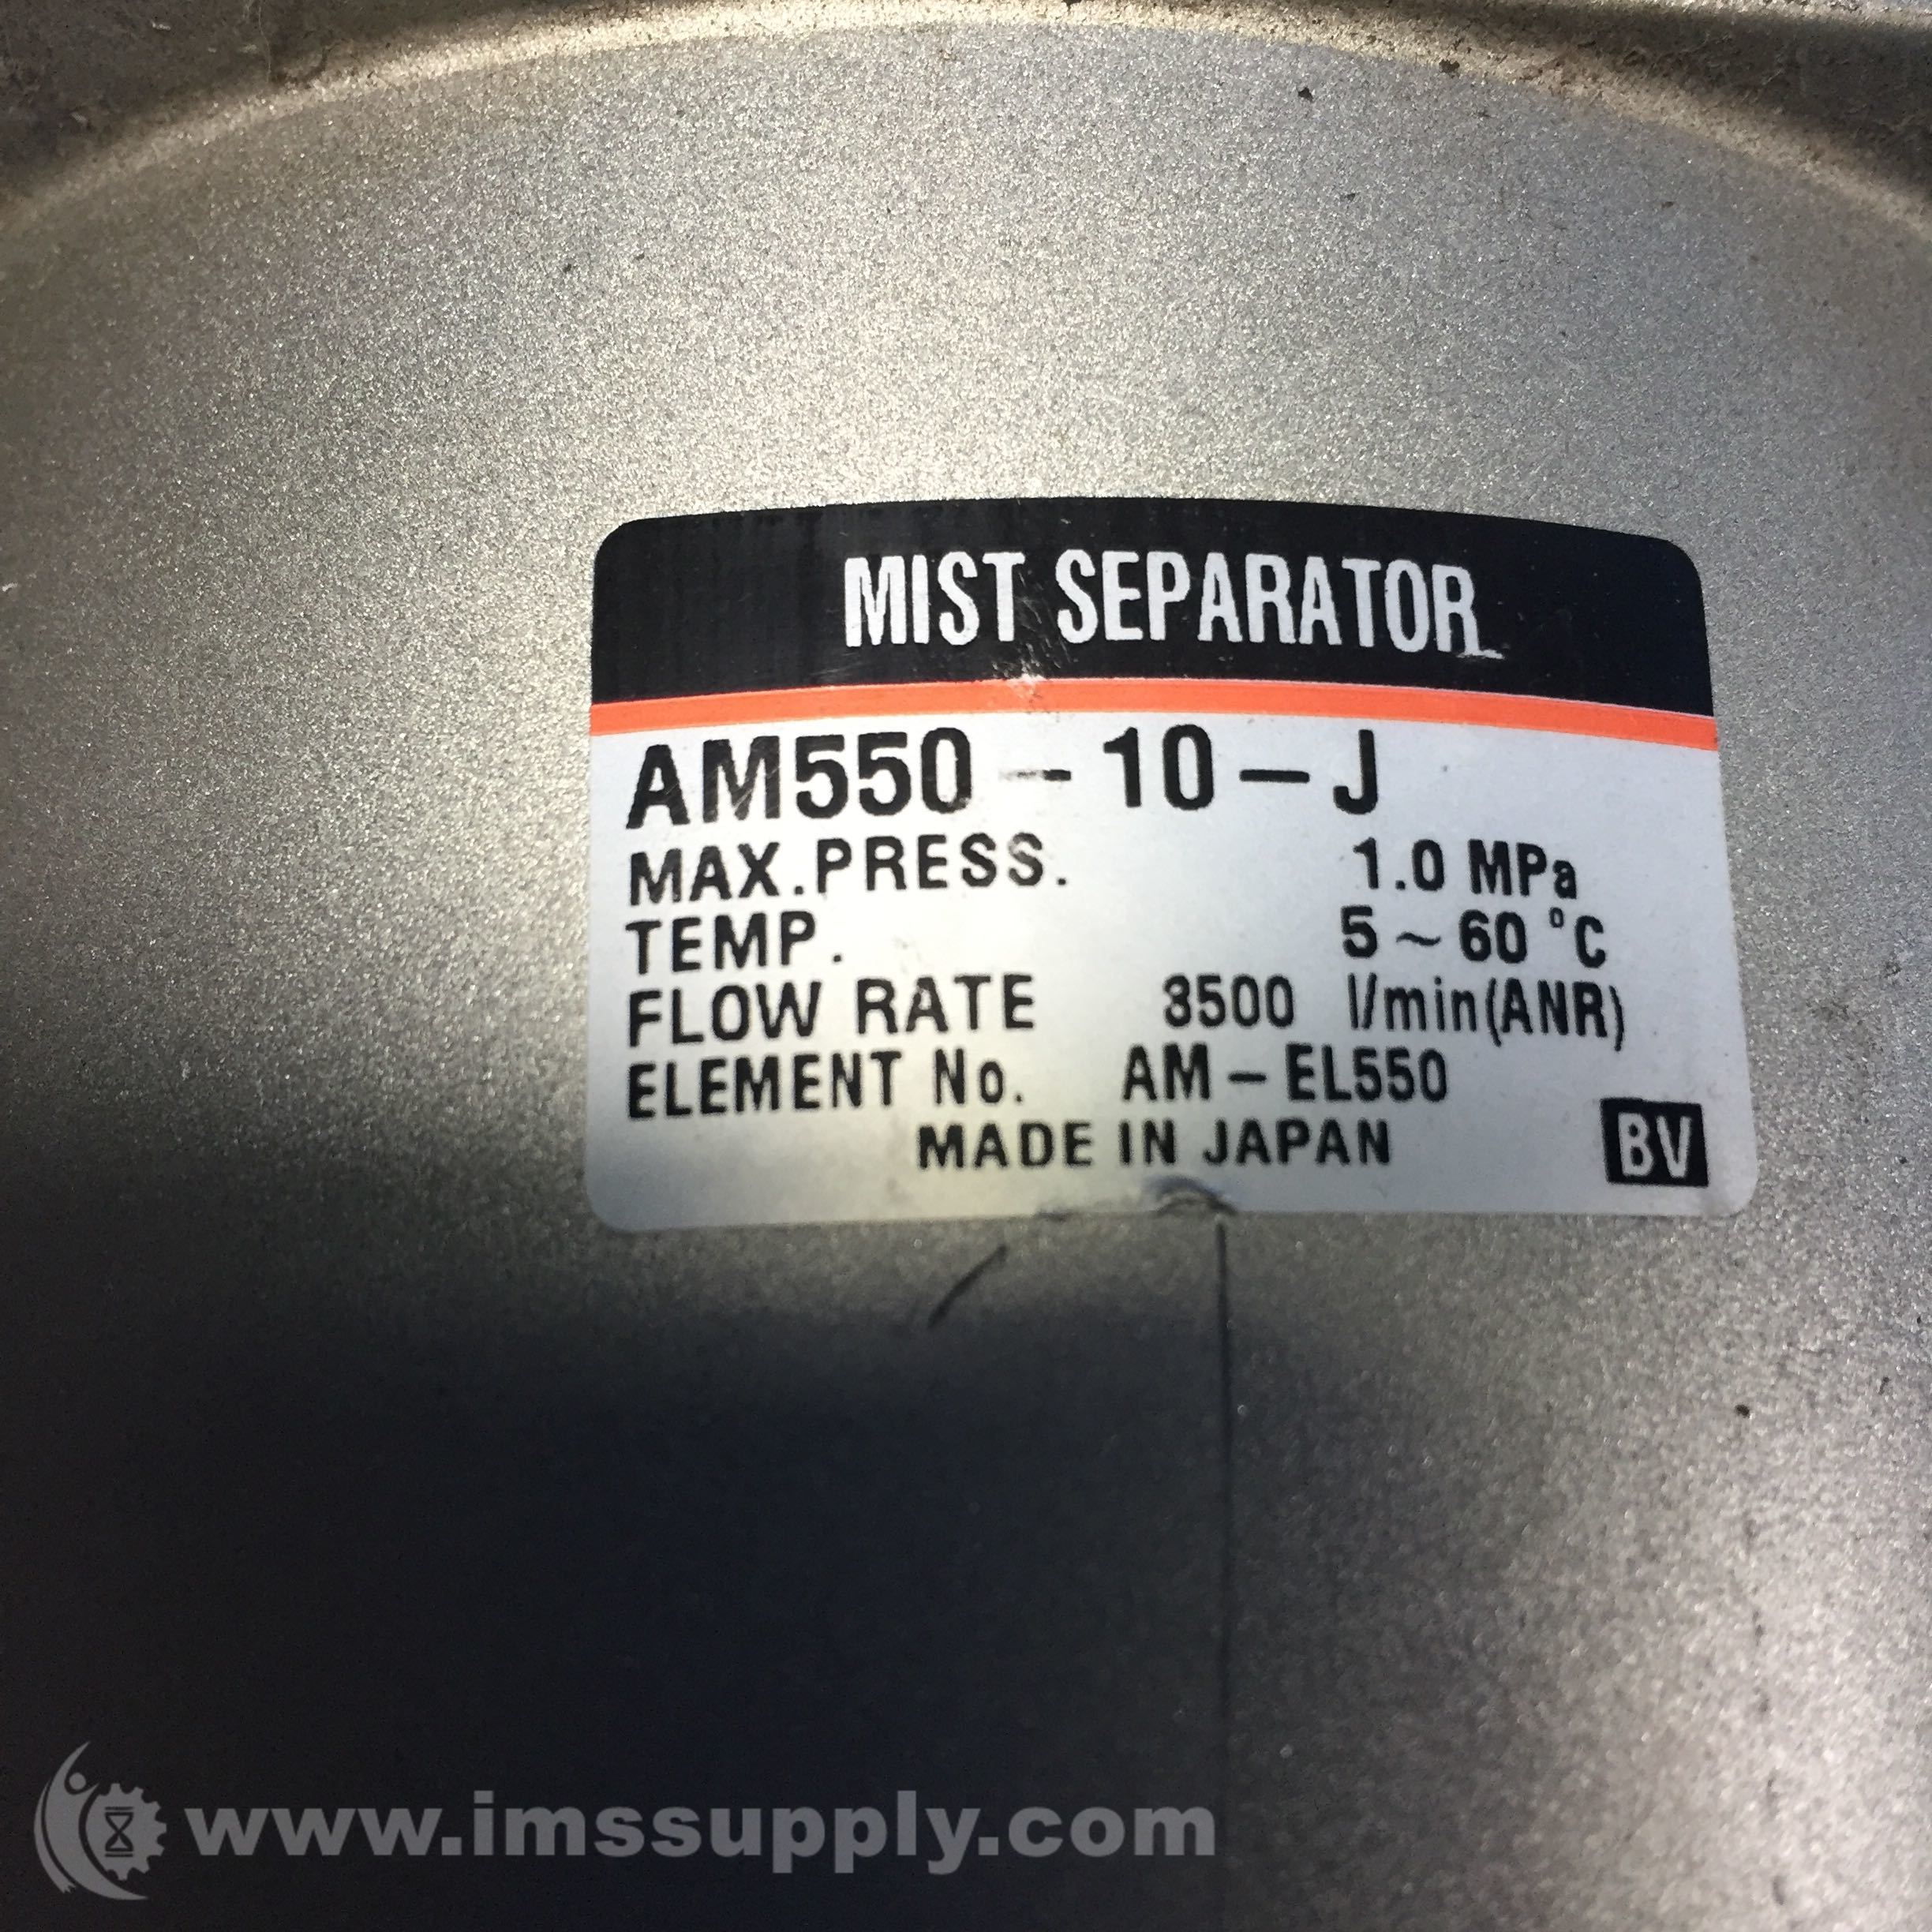 MIST SEPARATOR
AM550-10-J
MAX.PRESS. 1.0 MPa
TEMP. 5~60 °C
FLOW RATE 3500 l/min(ANR)
ELEMENT No. AM-EL550
MADE IN JAPAN
BV
www.imssupply.com